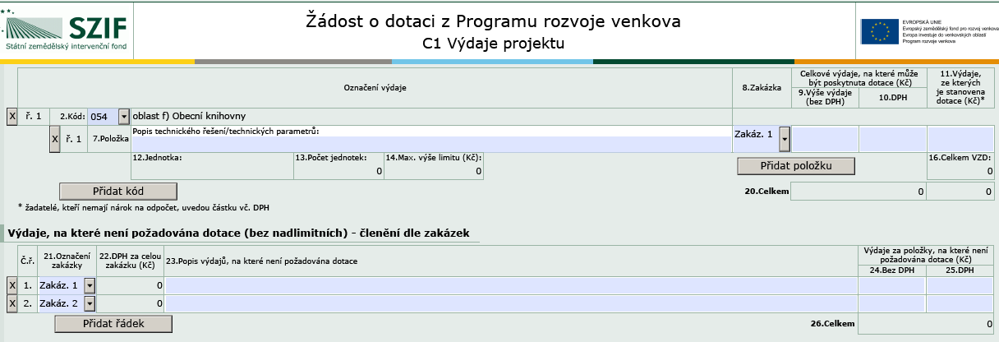 SZIF
Státní zemědělský intervenční fond
Žádost o dotaci z Programu rozvoje venkova
C1 Výdaje projektu
EVROPSKÁ UNIE
Evropský zemědělský fond pro rozvoj venkova
Evropa investuje do venkovských oblastí
Program rozvoje venkova
Označení výdaje
8.Zakázka
Celkové výdaje, na které může
být poskytnuta dotace (Kč)
9.Výše výdaje
(bez DPH)
10.DPH
11.Výdaje,
ze kterých
je stanovena
dotace (Kč)*
X ř. 1 2.Kód: 054 oblast f) Obecní knihovny
X ř. 1 7.Položka Popis technického řešení/technických parametrů: Zakáz. 1
12.Jednotka: 13.Počet jednotek: 14.Max. výše limitu (Kč): Přidat položku 16.Celkem VZD:
0 0 0
Přidat kód 20.Celkem 0 0
* žadatelé, kteří nemají nárok na odpočet, uvedou částku vč. DPH
Výdaje, na které není požadována dotace (bez nadlimitních) - členění dle zakázek
Č.ř.
21.Označení
zakázky
22.DPH za celou
zakázku (Kč)
23.Popis výdajů, na které není požadována dotace
Výdaje za položky, na které není
požadována dotace (Kč)
24.Bez DPH 25.DPH
X 1. Zakáz. 1 0
X 2. Zakáz. 2 0
Přidat řádek 26.Celkem 0